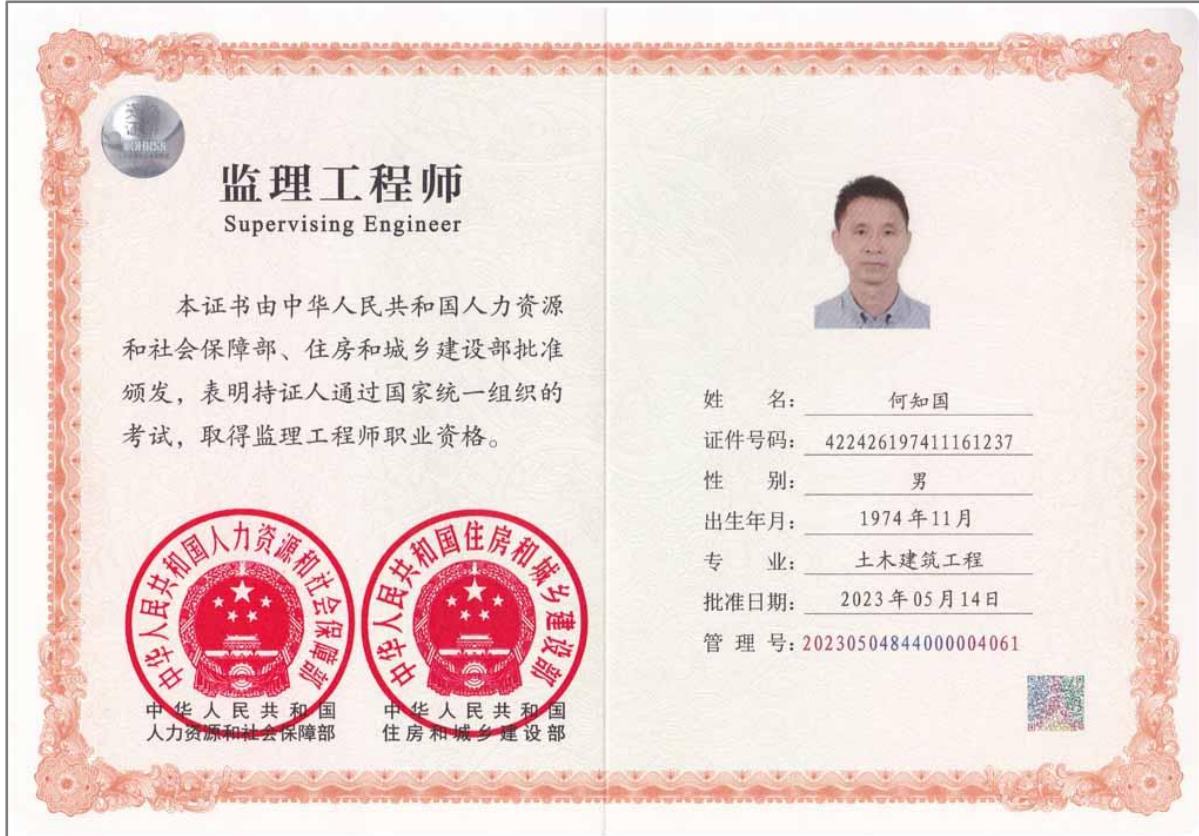 监理工程师
Supervising Engineer
本证书由中华人民共和国人力资源
和社会保障部、住房和城乡建设部批准
颁发，表明持证人通过国家统一组织的
考试，取得监理工程师职业资格。
中华人民共和国人力资源和社会保障部
中华人民共和国
人力资源和社会保障部
中华人民共和国住房和城乡建设部
中华人民共和国
住房和城乡建设部
姓 名： 何知国
证件号码： 422426197411161237
性 别： 男
出生年月： 1974年11月
专 业： 土木建筑工程
批准日期： 2023年05月14日
管 理 号：20230504844000004061